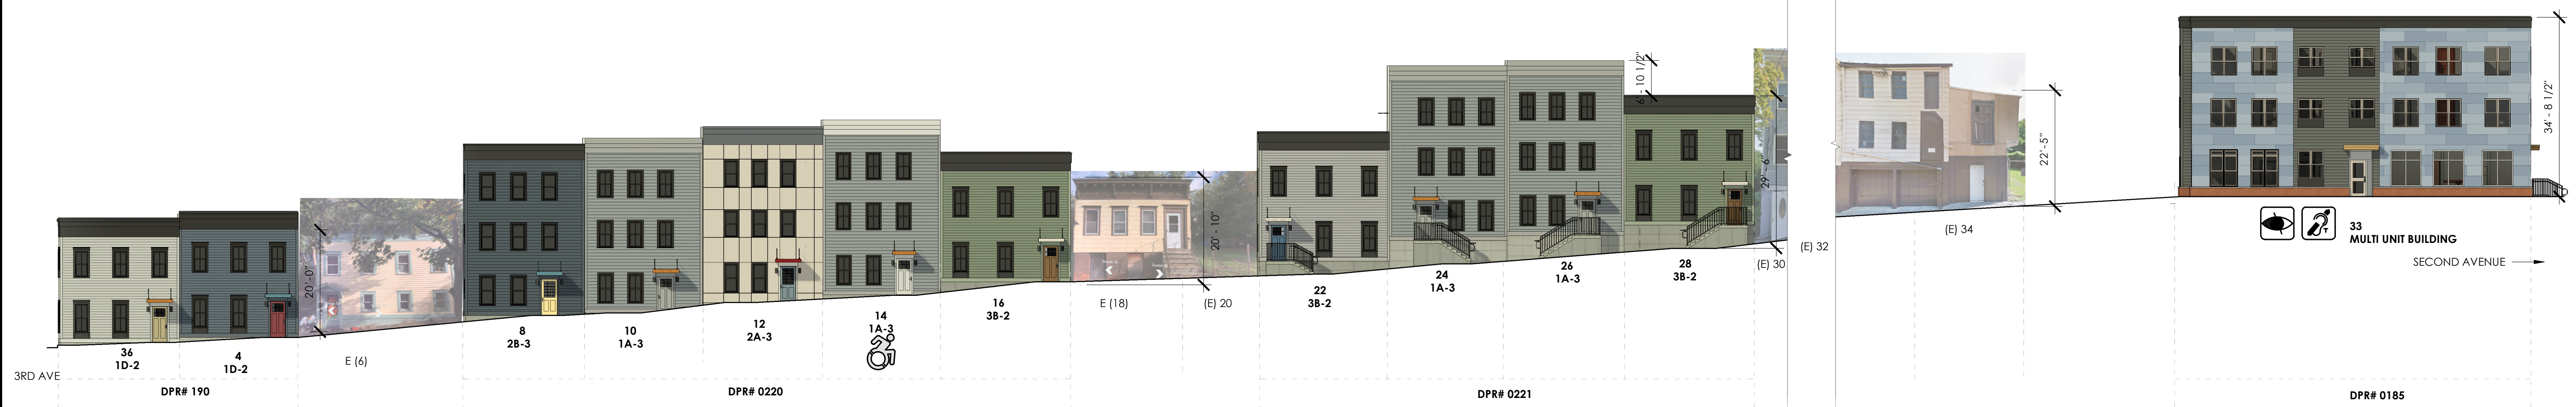 6' - 10 1/2"
34' - 8 1/2"
29' - 6"
22' - 5"
20' - 10"
20' - 0"
33
MULTI UNIT BUILDING
SECOND AVENUE
(E) 34
(E) 32
(E) 30
28
3B-2
26
1A-3
24
1A-3
22
3B-2
(E) 20
E (18)
16
3B-2
14
1A-3
12
2A-3
10
1A-3
8
2B-3
E (6)
4
1D-2
36
1D-2
3RD AVE
DPR# 190
DPR# 0220
DPR# 0221
DPR# 0185
T